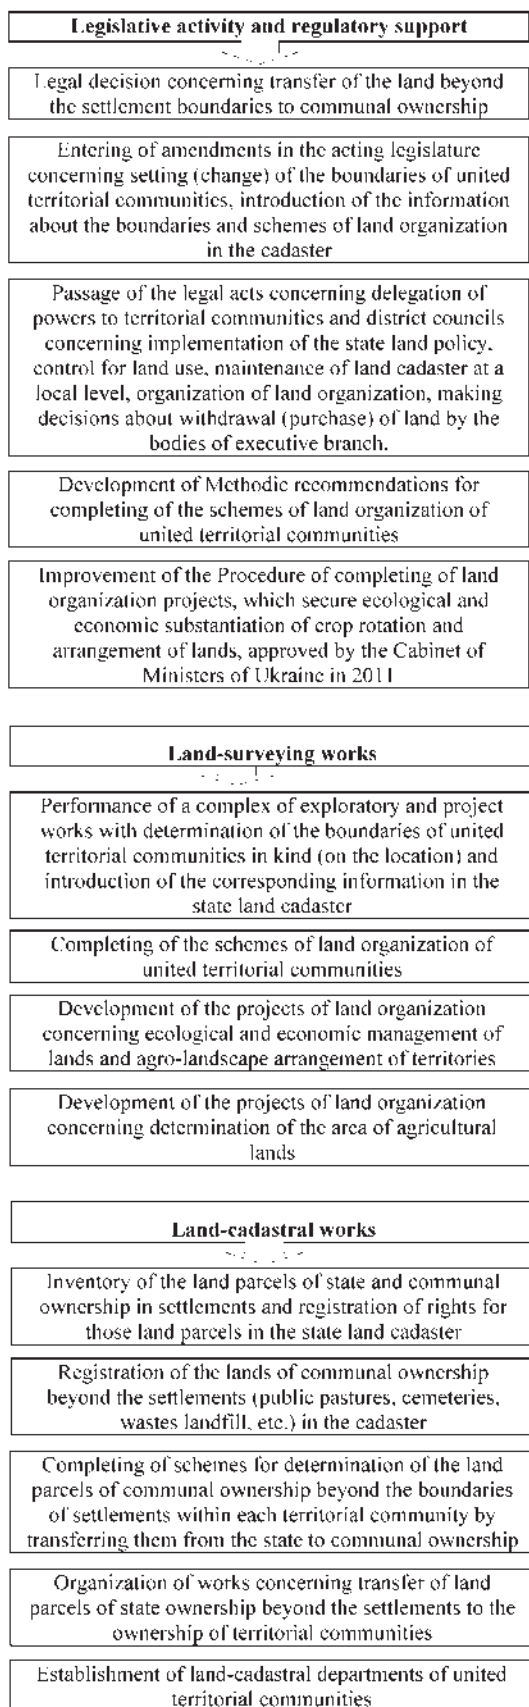 Legislative activity and regulatory support
Legal decision concerning transfer of the land beyond
the settlement boundaries to communal ownership
Entering of amendments in the acting legislature
concerning setting (change) of the boundaries of united
territorial communities, introduction of the information
about the boundaries and schemes of land organization
in the cadaster
Passage of the legal acts concerning delegation of
powers to territorial communities and district councils
concerning implementation of the state land policy,
control for land use, maintenance of land cadaster at a
local level, organization of land organization, making
decisions about withdrawal (purchase) of land by the
bodies of executive branch.
Development of Methodic recommendations for
completing of the schemes of land organization of
united territorial communities
Improvement of the Procedure of completing of land
organization projects, which secure ecological and
economic substantiation of crop rotation and
arrangement of lands, approved by the Cabinet of
Ministers of Ukraine in 2011
Land-surveying works
Performance of a complex of exploratory and project
works with determination of the boundaries of united
territorial communities in kind (on the location) and
introduction of the corresponding information in the
state land cadaster
Completing of the schemes of land organization of
united territorial communities
Development of the projects of land organization
concerning ecological and economic management of
lands and agro-landscape arrangement of territories
Development of the projects of land organization
concerning determination of the area of agricultural
lands
Land-cadastral works
Inventory of the land parcels of state and communal
ownership in settlements and registration of rights for
those land parcels in the state land cadaster
Registration of the lands of communal ownership
beyond the settlements (public pastures, cemeteries,
wastes landfill, etc.) in the cadaster
Completing of schemes for determination of the land
parcels of communal ownership beyond the boundaries
of settlements within each territorial community by
transferring them from the state to communal ownership
Organization of works concerning transfer of land
parcels of state ownership beyond the settlements to the
ownership of territorial communities
Establishment of land-cadastral departments of united
territorial communities